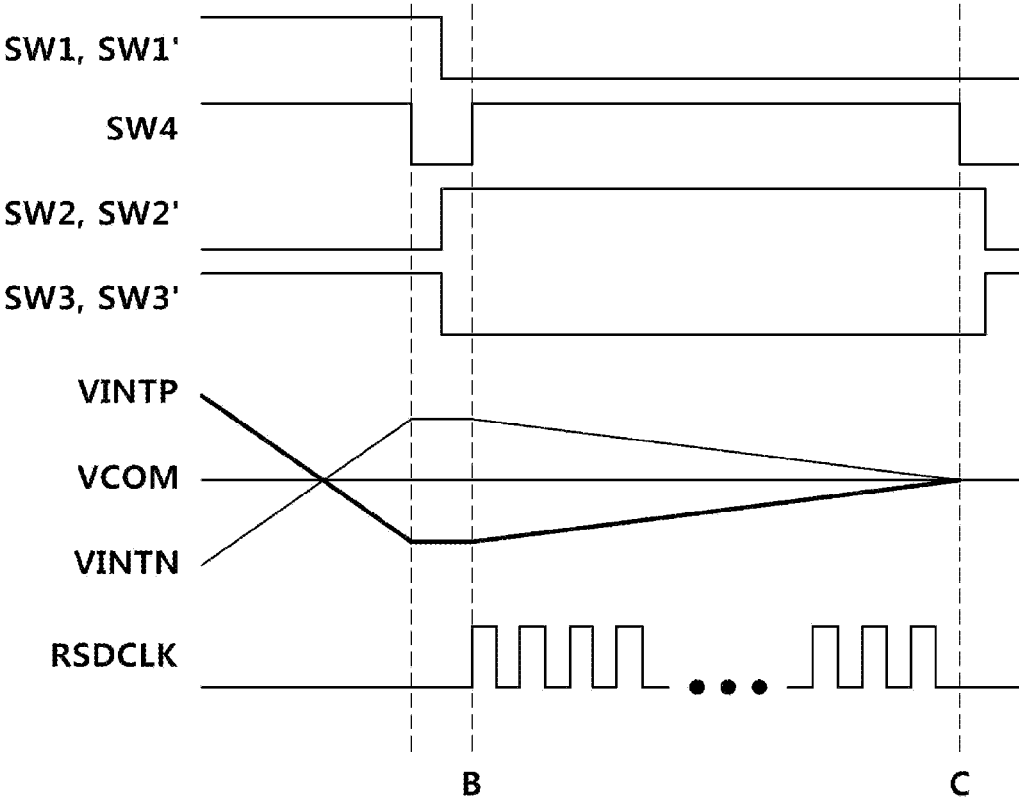 SW1, SW1'
SW4
SW2, SW2'
SW3, SW3'
VINTP
VCOM
VINTN
RSDCLK
B
C